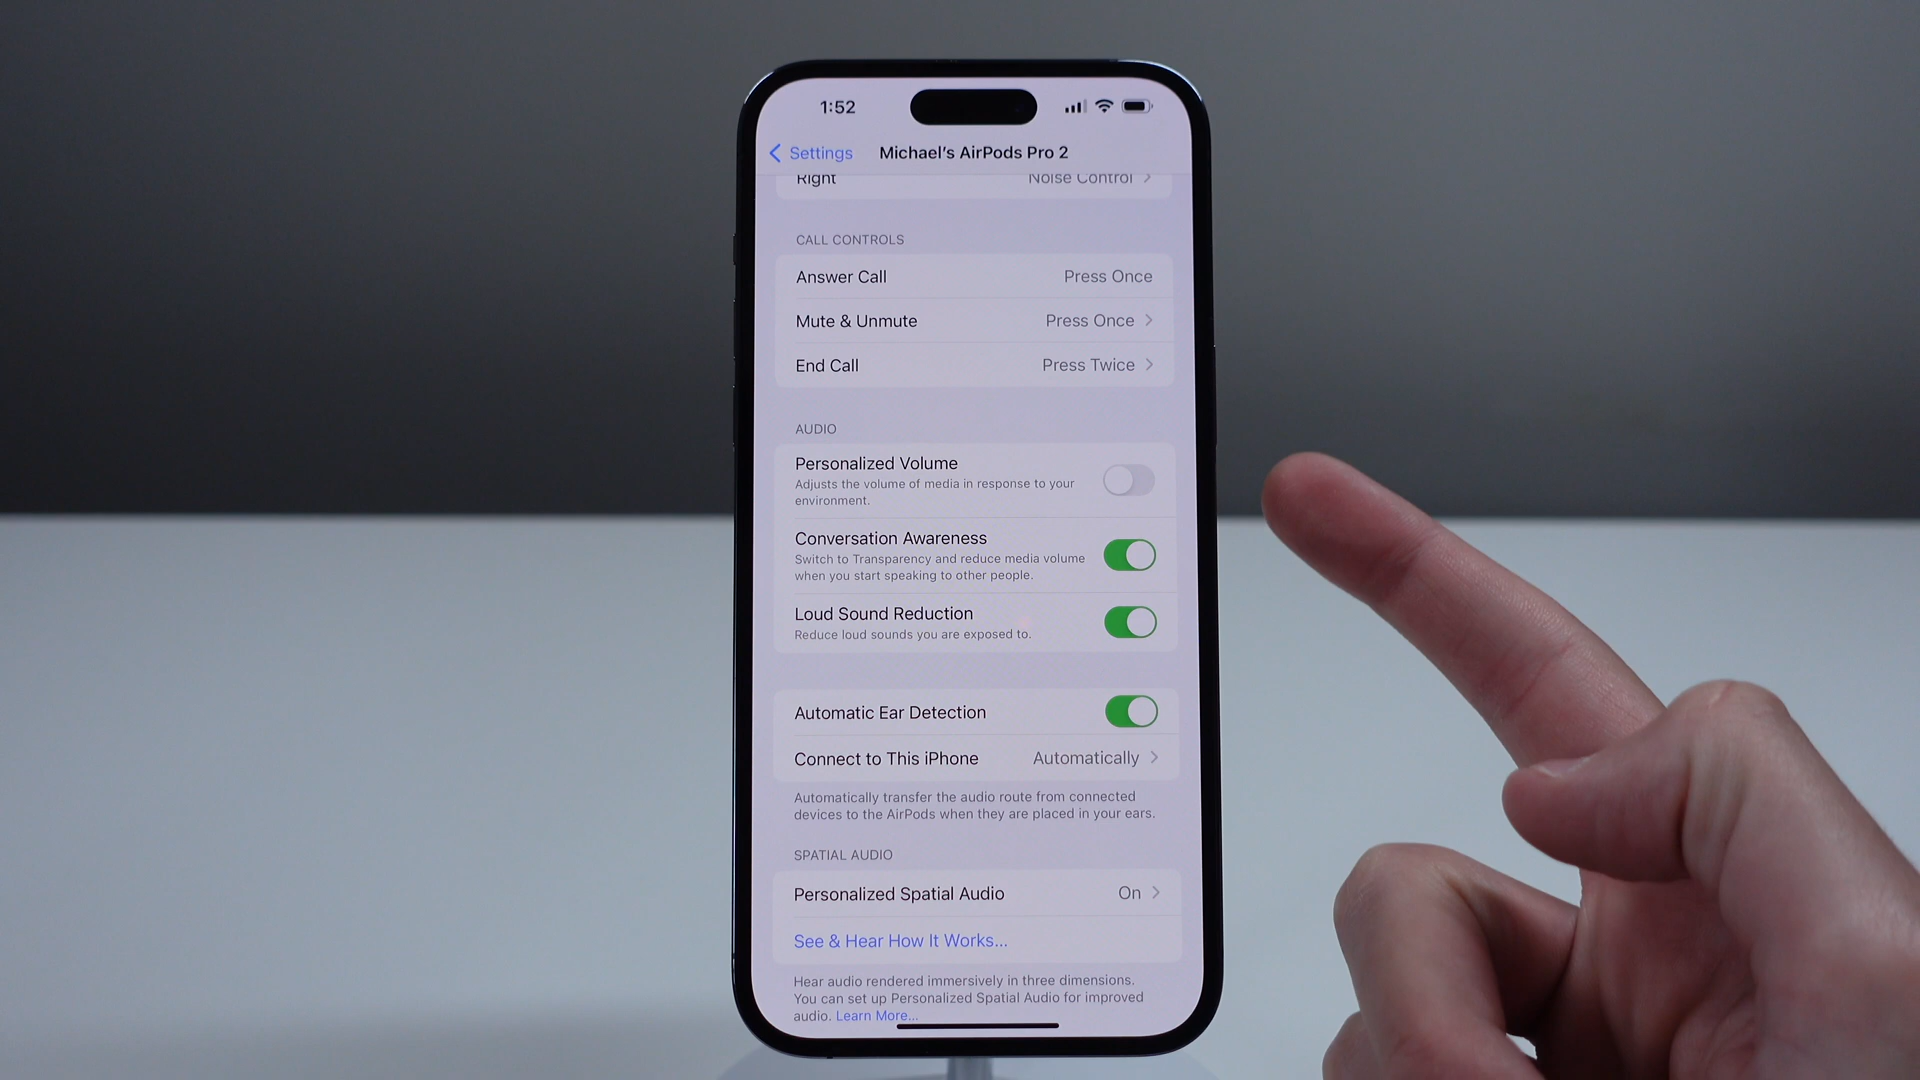 1:52
Settings
Michael's AirPods Pro 2
Right Noise Control
CALL CONTROLS
Answer Call Press Once
Mute & Unmute Press Once
End Call Press Twice
AUDIO
Personalized Volume
Adjusts the volume of media in response to your
environment.
Conversation Awareness
Switch to Transparency and reduce media volume
when you start speaking to other people.
Loud Sound Reduction
Reduce loud sounds you are exposed to.
Automatic Ear Detection
Connect to This iPhone Automatically
Automatically transfer the audio route from connected
devices to the AirPods when they are placed in your ears.
SPATIAL AUDIO
Personalized Spatial Audio On
See & Hear How It Works...
Hear audio rendered immersively in three dimensions.
You can set up Personalized Spatial Audio for improved
audio. Learn More...